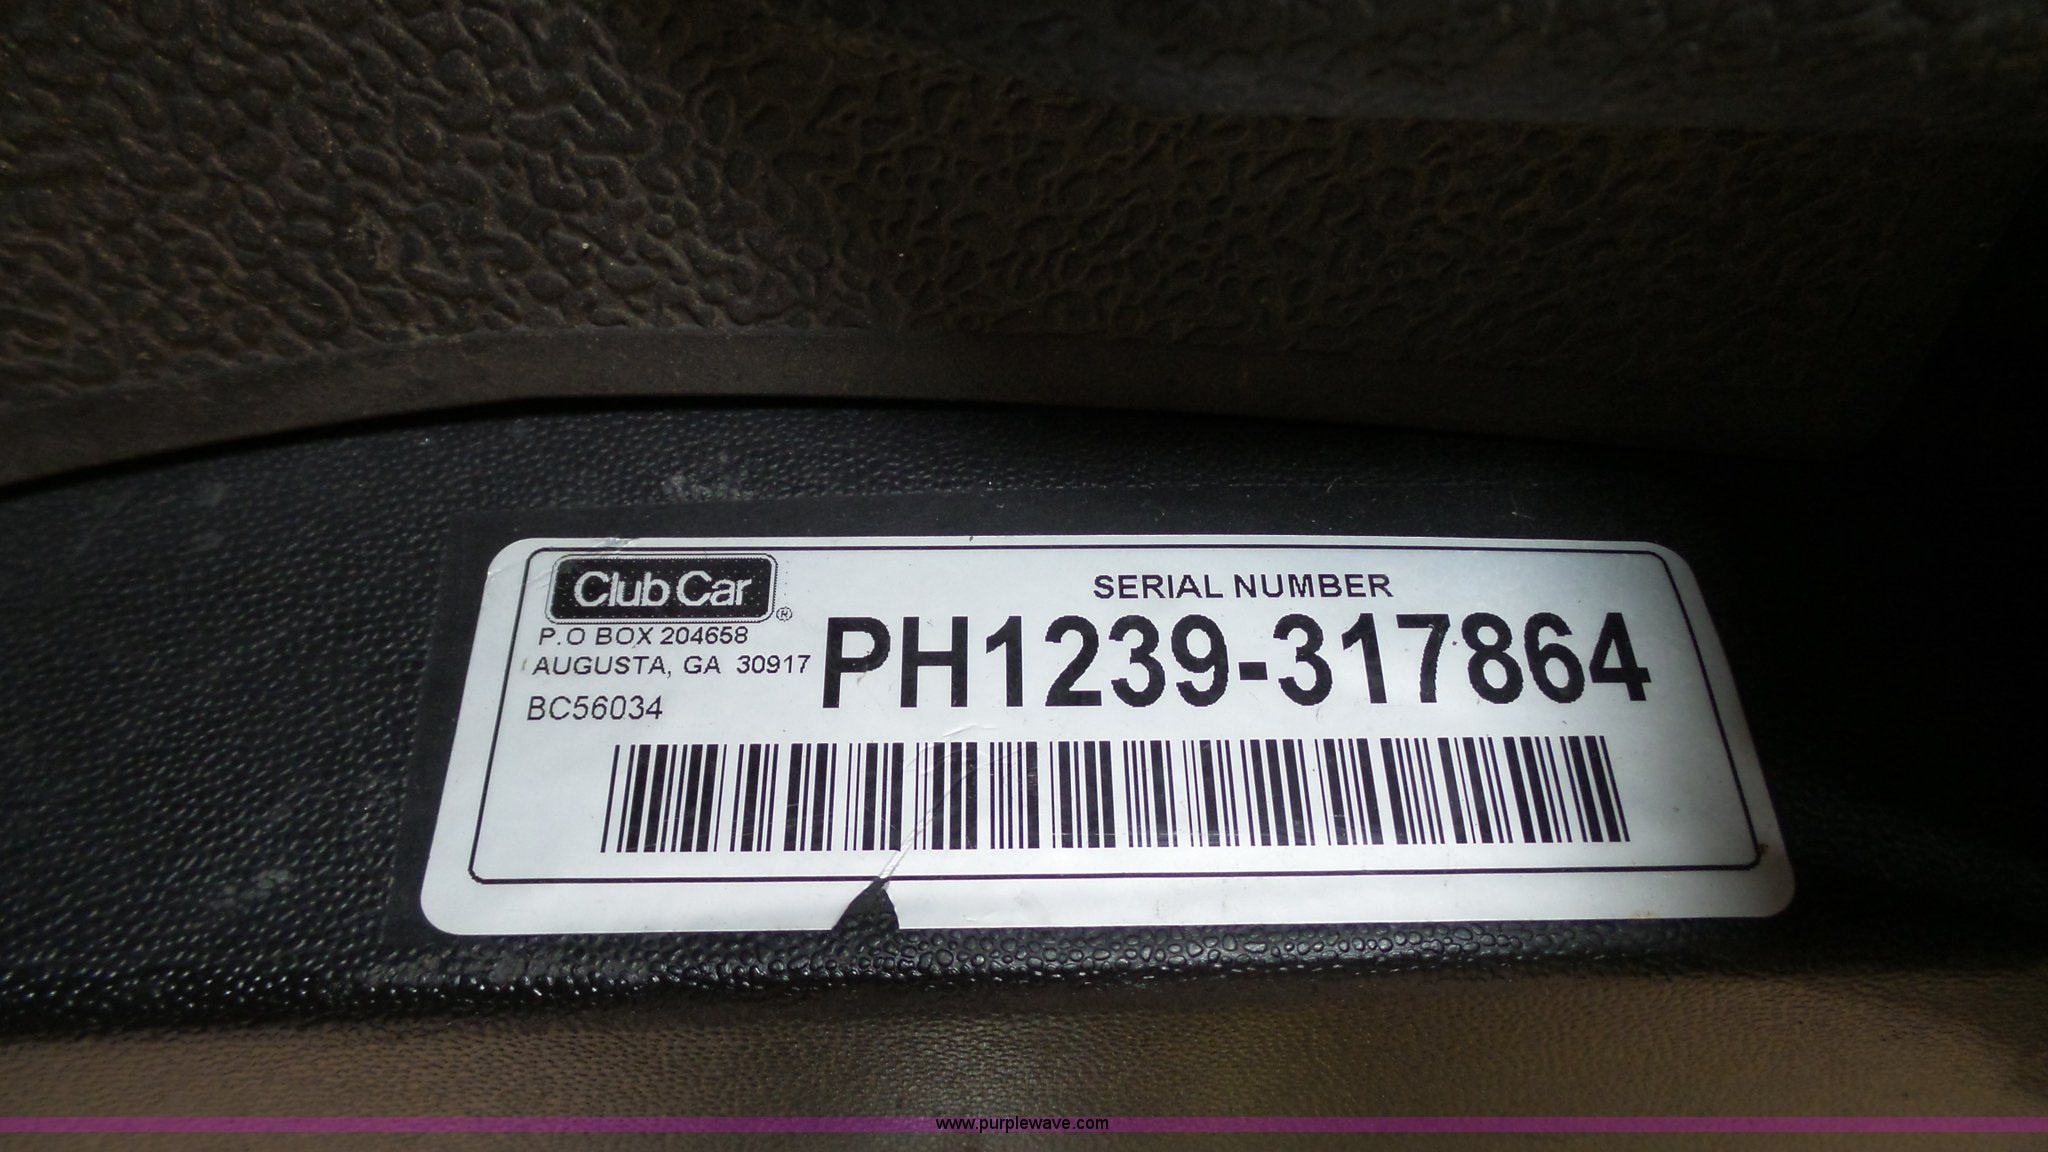 Club Car®
P.O BOX 204658
AUGUSTA, GA 30917
BC56034
SERIAL NUMBER
PH1239-317864
www.purplewave.com